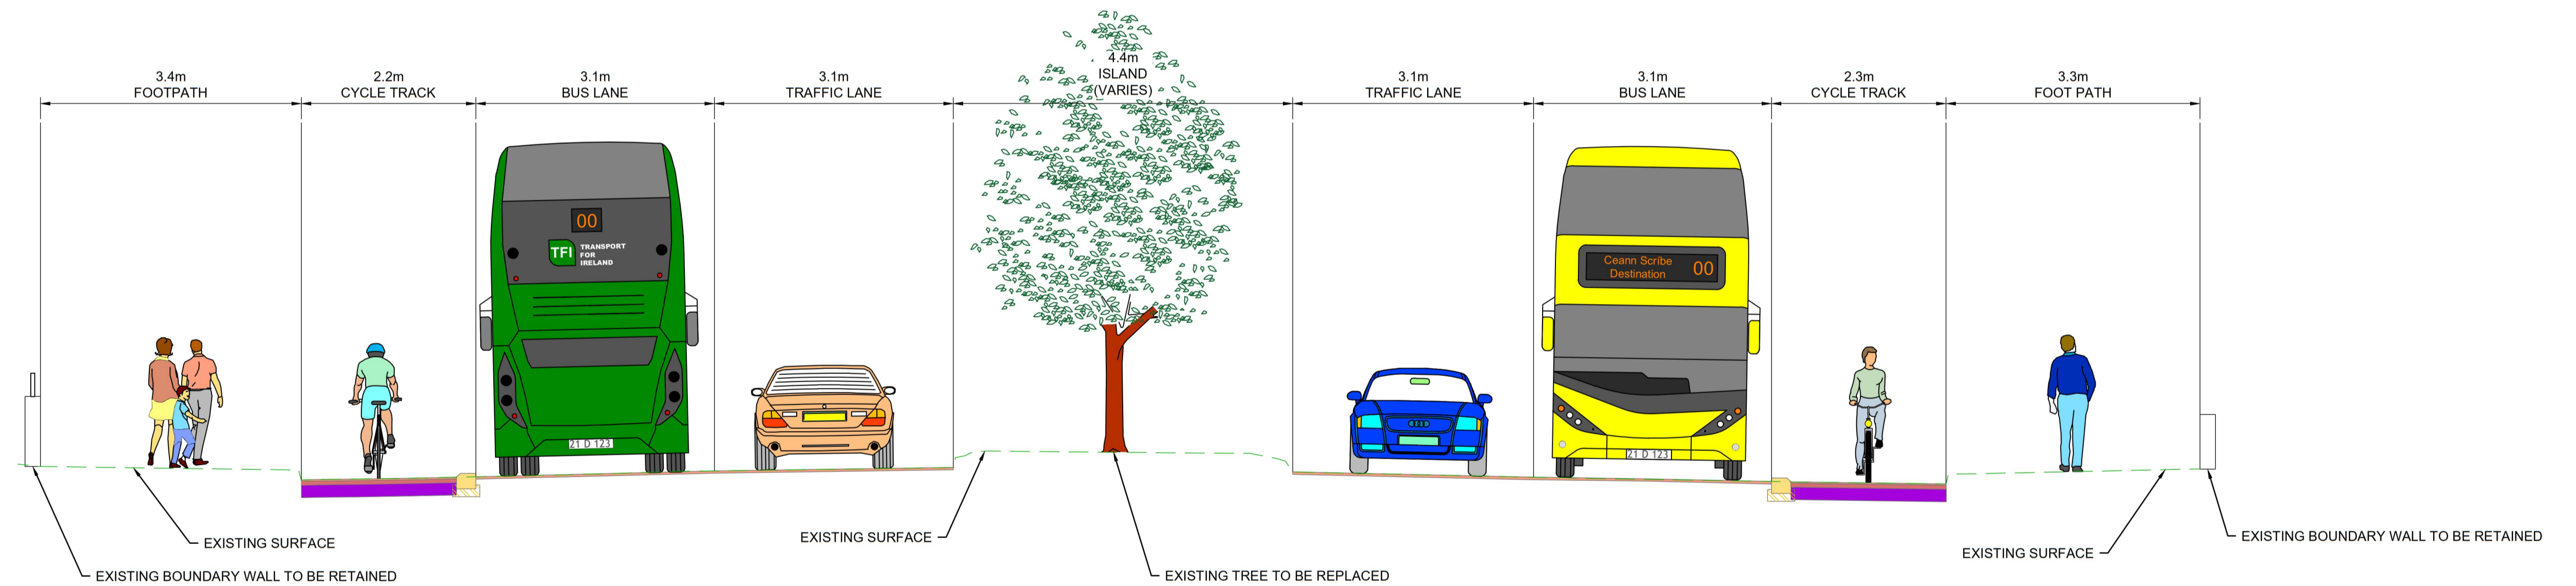 3.4m
FOOTPATH
2.2m
CYCLE TRACK
3.1m
BUS LANE
3.1m
TRAFFIC LANE
4.4m
ISLAND
(VARIES)
3.1m
TRAFFIC LANE
3.1m
BUS LANE
2.3m
CYCLE TRACK
3.3m
FOOT PATH
00
TFI
TRANSPORT
FOR
IRELAND
21 D 123
Ceann Scríbe
Destination
00
21 D 123
EXISTING SURFACE
EXISTING BOUNDARY WALL TO BE RETAINED
EXISTING SURFACE
EXISTING TREE TO BE REPLACED
EXISTING SURFACE
EXISTING BOUNDARY WALL TO BE RETAINED